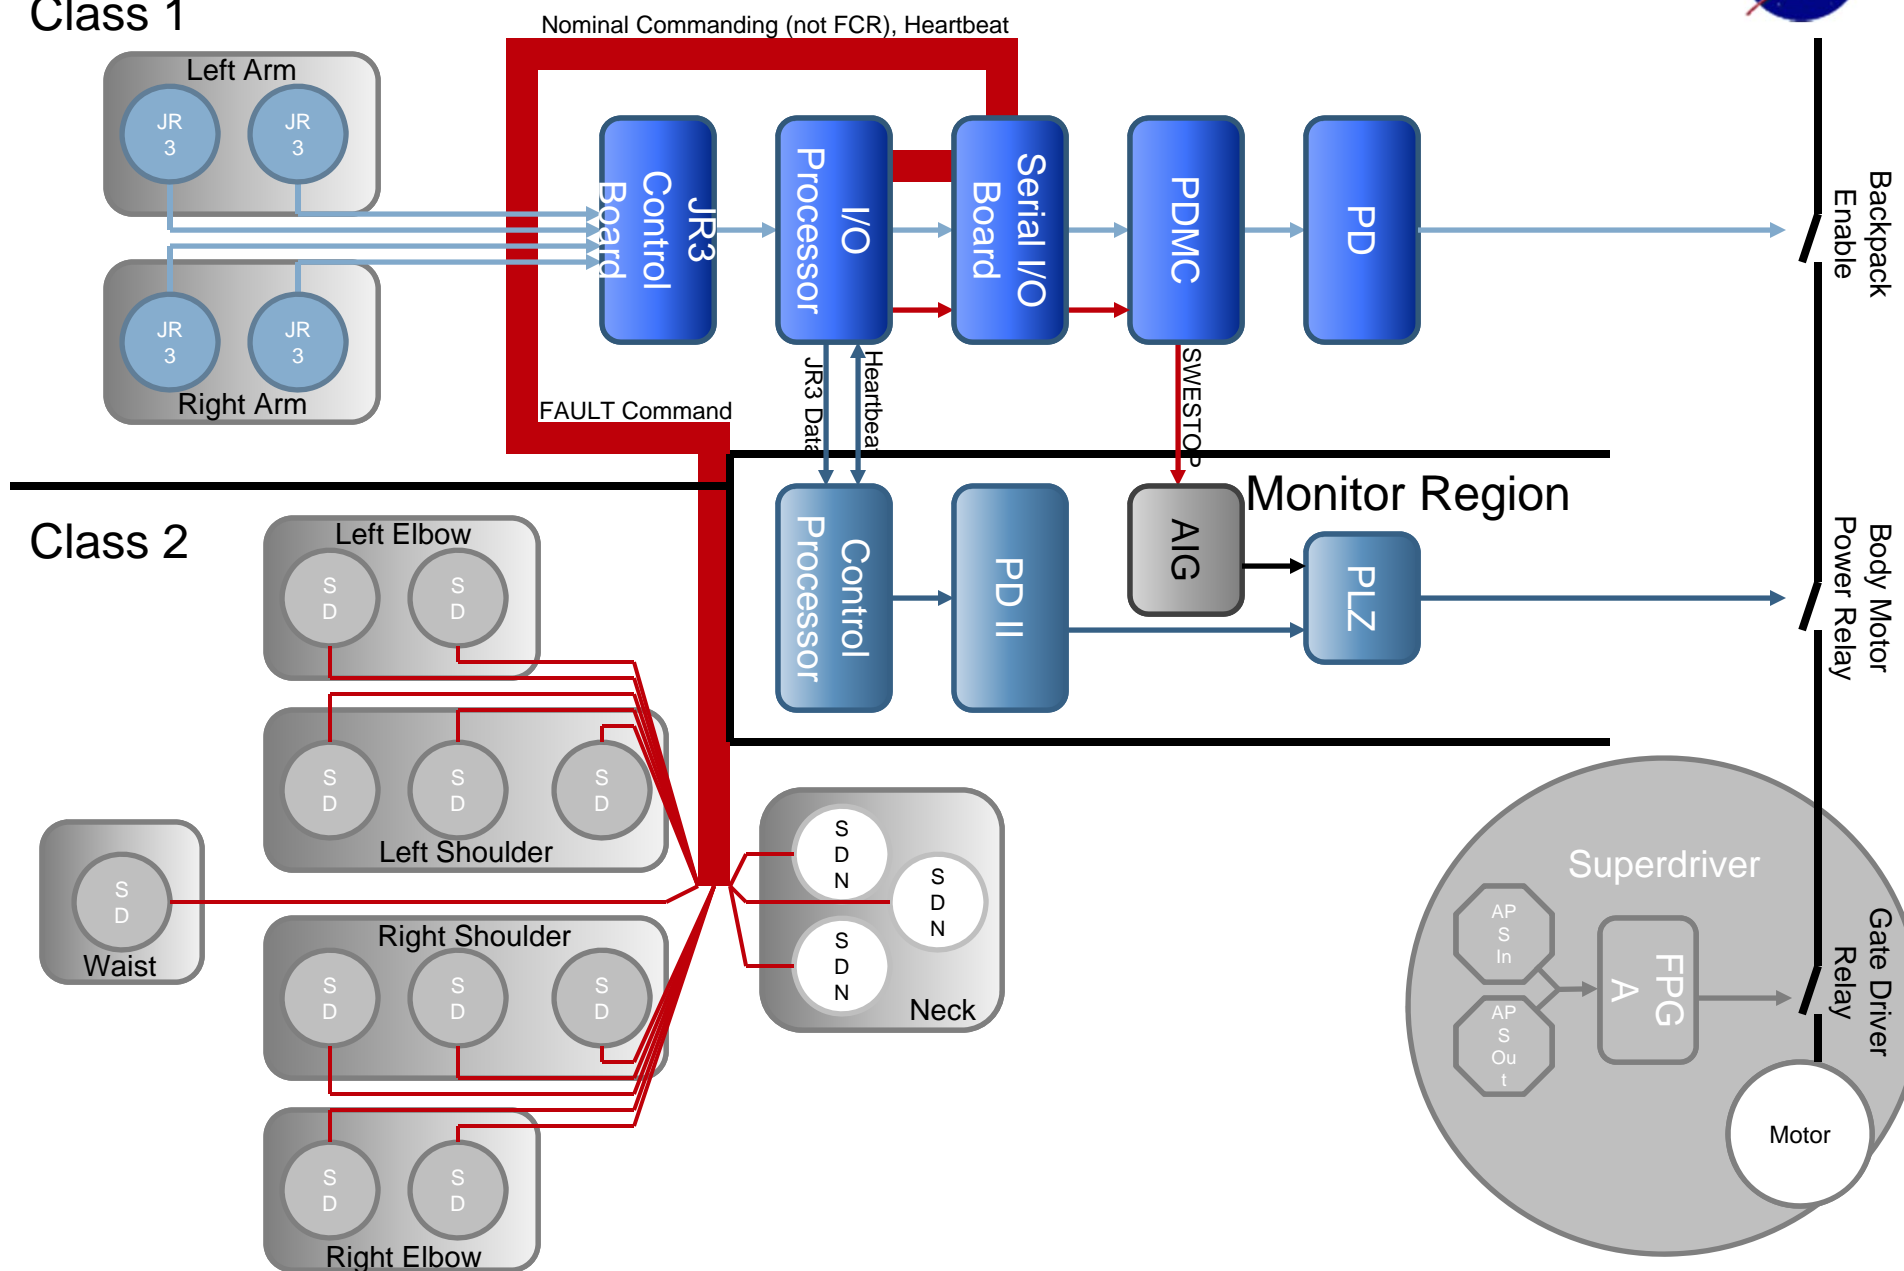 Class 1
Nominal Commanding (not FCR), Heartbeat
Left Arm
JR
3
JR
3
JR
3
JR
3
Right Arm
JR3
Control
Board
I/O
Processor
Serial I/O
Board
PDMC
PD
Backpack
Enable
JR3 Data
Heartbeat
SWESTOP
FAULT Command
Monitor Region
Control
Processor
PD II
AIG
PLZ
Body Motor
Power Relay
Class 2
Left Elbow
S
D
S
D
S
D
S
D
S
D
Left Shoulder
S
D
Waist
Right Shoulder
S
D
S
D
S
D
S
D
S
D
Right Elbow
S
D
N
S
D
N
S
D
N
Neck
Superdriver
AP
S
In
AP
S
Ou
t
FPG
A
Gate Driver
Relay
Motor